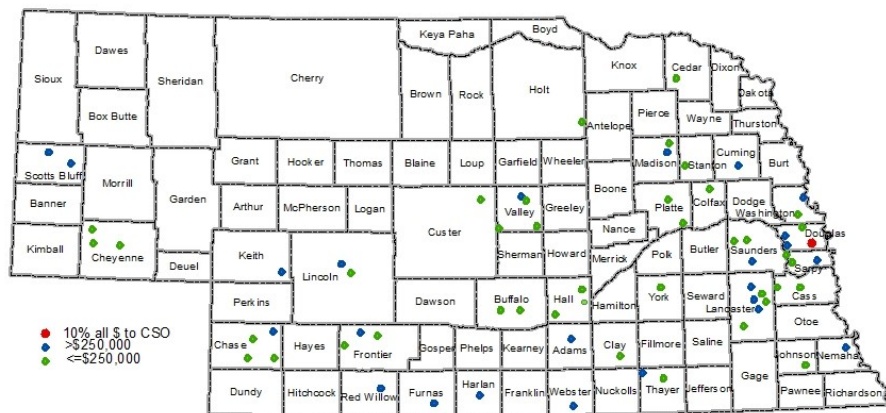 Keya Paha Boyd
Dawes Knox Cedar Dixon
Sioux Sheridan Cherry Brown Rock Holt
Dakota
Box Butte Antelope Pierce Wayne Thurston
Grant Hooker Thomas Blaine Loup Garfield Wheeler Madison Stanton Cuming Burt
Scotts Bluff Morrill Garden
Banner Arthur McPherson Logan Custer Valley Greeley Boone Platte Colfax Dodge Washington
Nance Douglas
Kimball Cheyenne Deuel Keith Lincoln Sherman Howard Merrick Polk Butler Saunders Sarpy
Perkins Dawson Buffalo Hall Hamilton York Seward Lancaster Cass
Otoe
10% all $ to CSO
>$250,000
<=$250,000
Chase Hayes Frontier Gosper Phelps Kearney Adams Clay Fillmore Saline Johnson Nemaha
Gage
Dundy Hitchcock Red Willow Furnas Harlan Franklin Webster Nuckolls Thayer Jefferson Pawnee Richardson